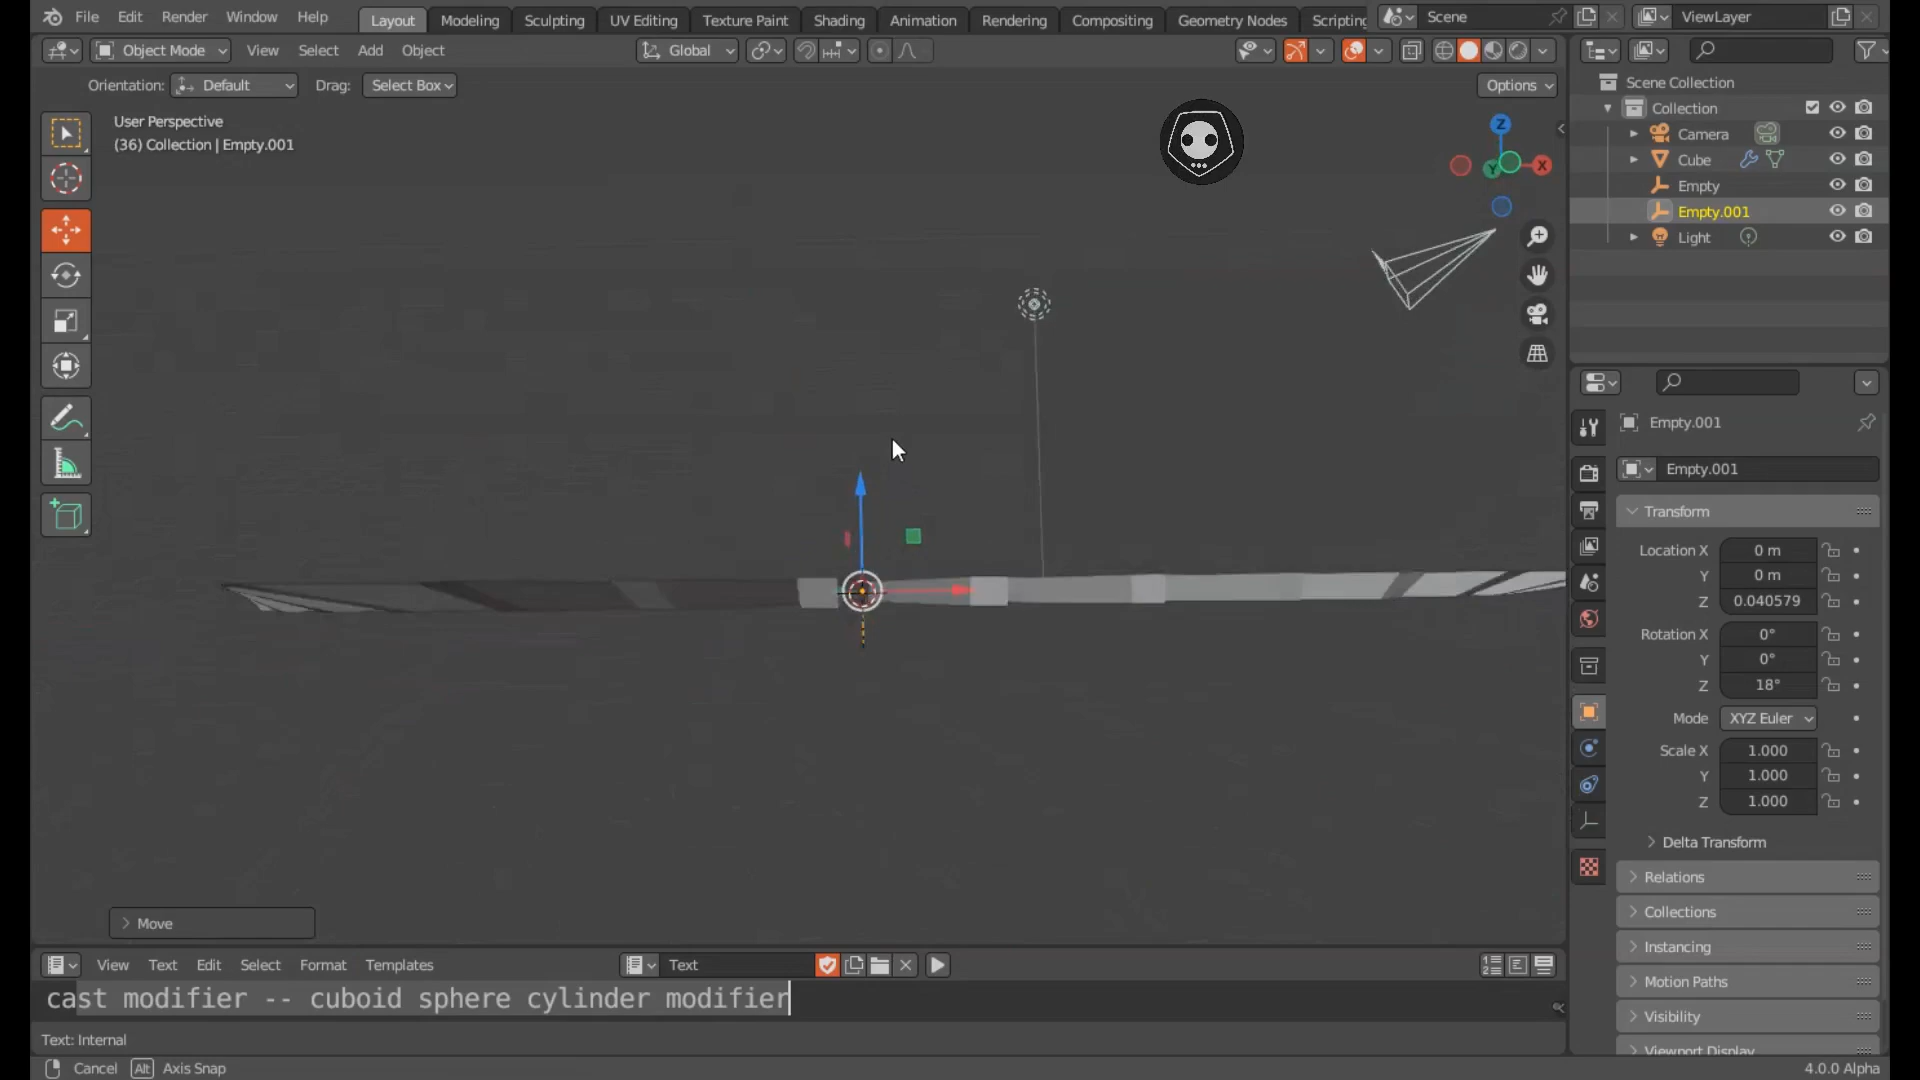 File Edit Render Window Help Layout Modeling Sculpting UV Editing Texture Paint Shading Animation Rendering Compositing Geometry Nodes Scripting Scene ViewLayer
Object Mode View Select Add Object Global
Orientation: Default Drag: Select Box Options
User Perspective
(36) Collection | Empty.001
Z
X
Y
Scene Collection
Collection
Camera
Cube
Empty
Empty.001
Light
Empty.001
Empty.001
Transform
Location X 0 m
Y 0 m
Z 0.040579
Rotation X 0°
Y 0°
Z 18°
Mode XYZ Euler
Scale X 1.000
Y 1.000
Z 1.000
Delta Transform
Relations
Collections
Instancing
Motion Paths
Visibility
Viewport Display
Move
View Text Edit Select Format Templates Text
cast modifier -- cuboid sphere cylinder modifier
Text: Internal
Cancel Alt Axis Snap 4.0.0 Alpha